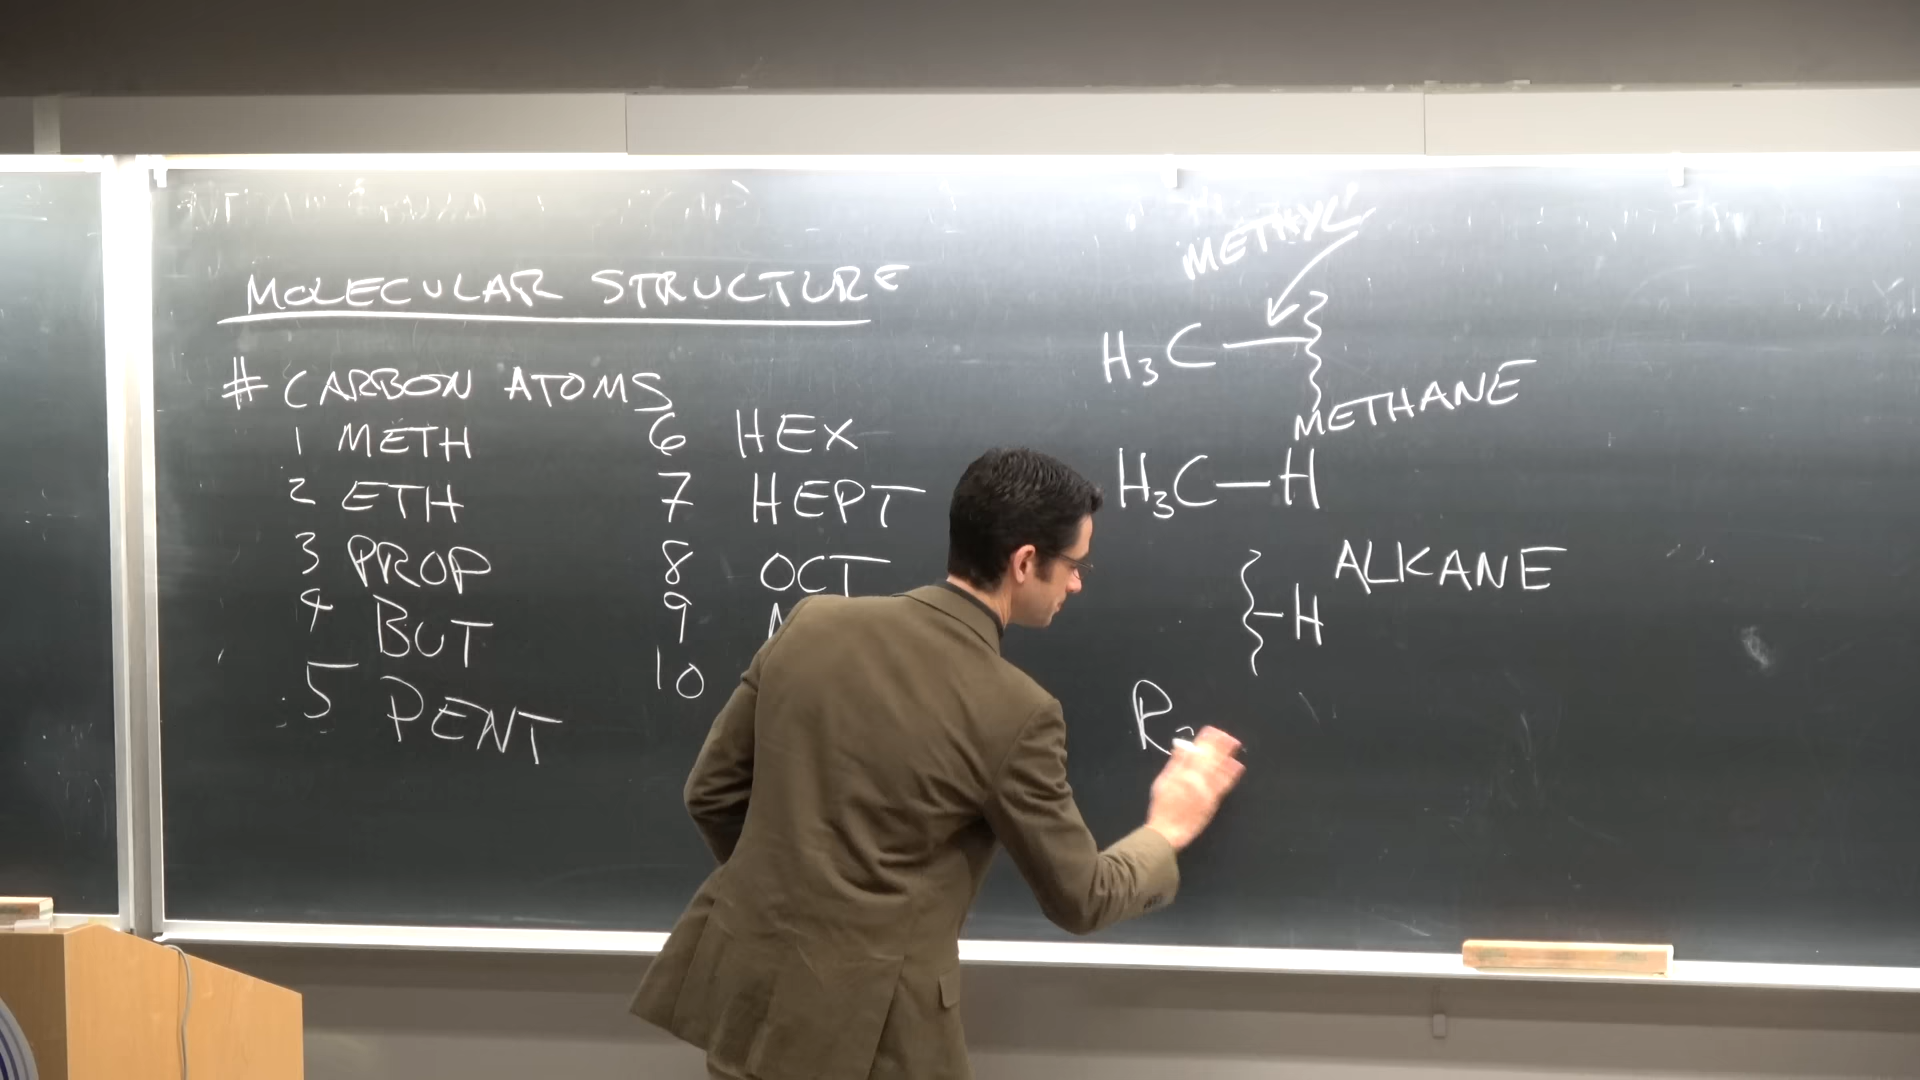 MOLECULAR STRUCTURE
# CARBON ATOMS
1 METH
2 ETH
3 PROP
4 BUT
5 PENT
6 HEX
7 HEPT
8 OCT
9
10
METHYL
H₃C—
METHANE
H₃C—H
ALKANE
—H
R